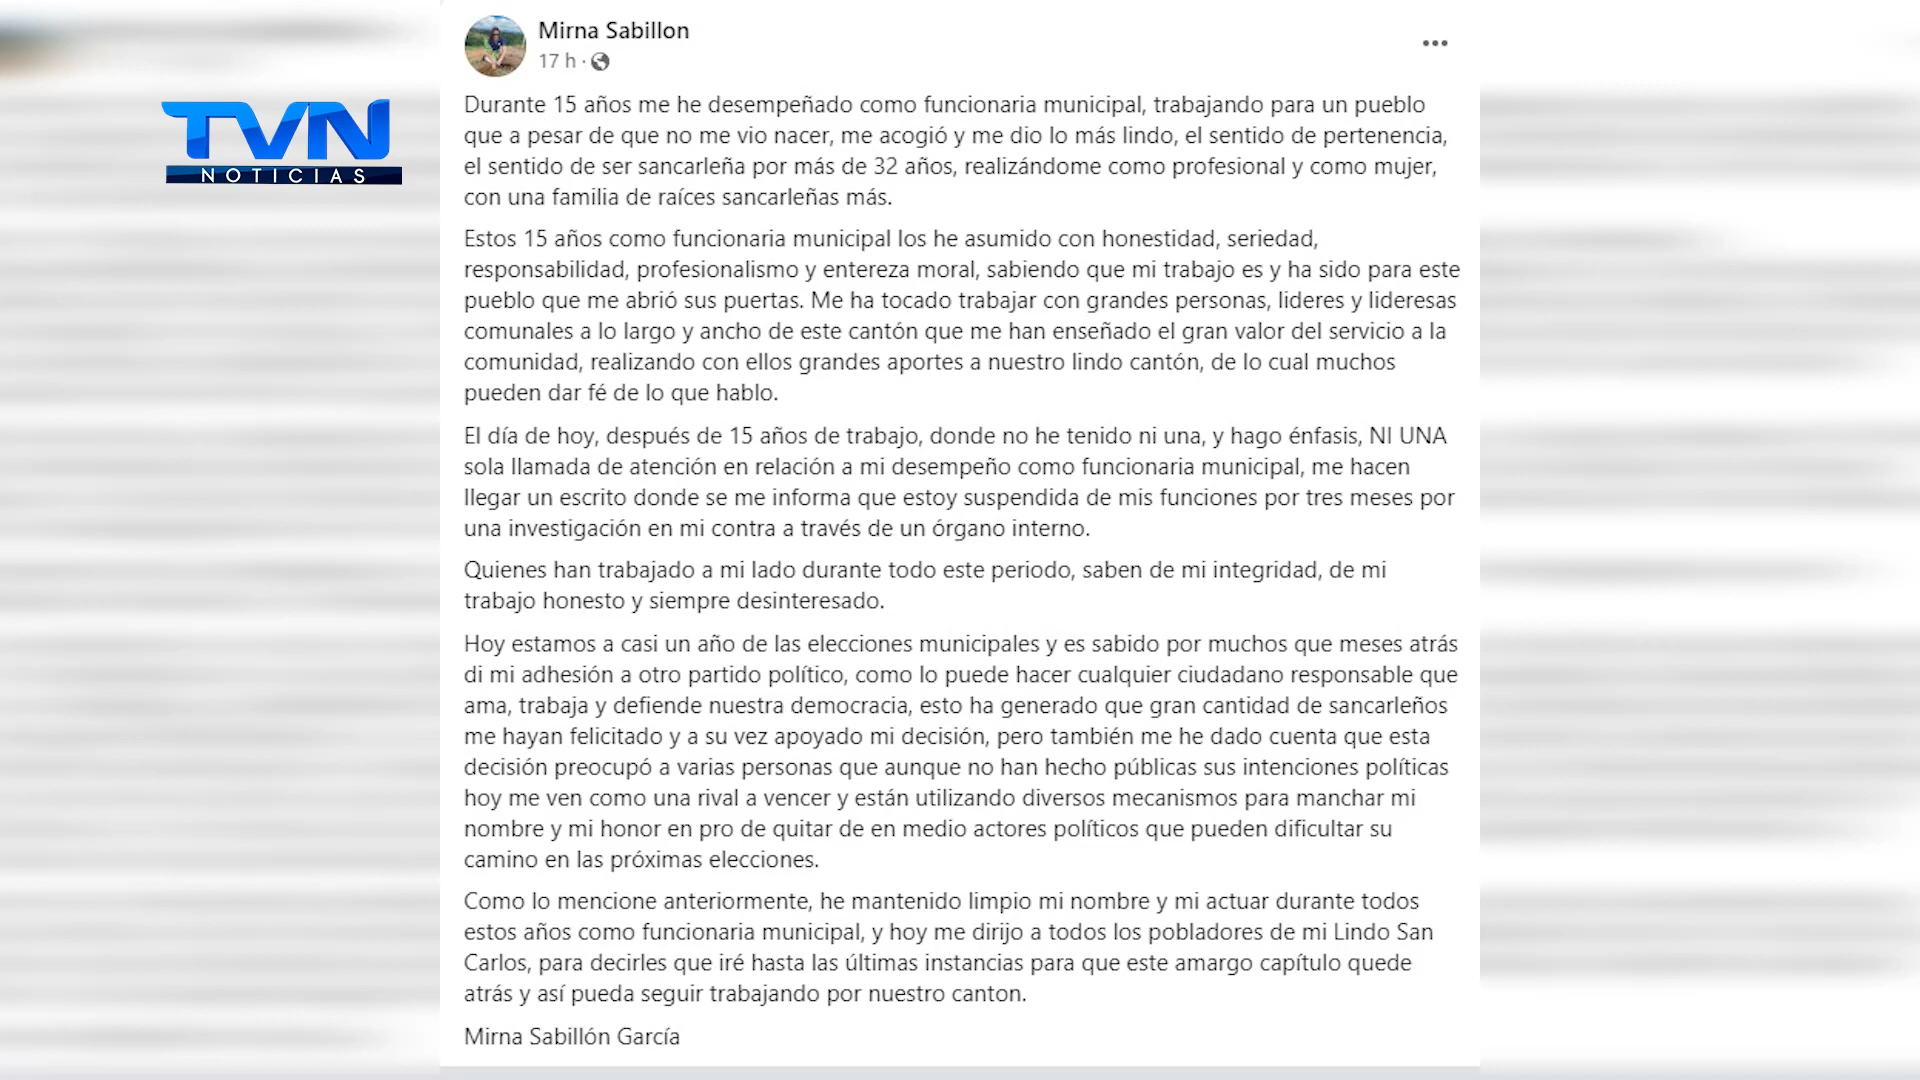 TVN
NOTICIAS
Mirna Sabillon
17 h ·
Durante 15 años me he desempeñado como funcionaria municipal, trabajando para un pueblo
que a pesar de que no me vio nacer, me acogió y me dio lo más lindo, el sentido de pertenencia,
el sentido de ser sancarleña por más de 32 años, realizándome como profesional y como mujer,
con una familia de raíces sancarleñas más.
Estos 15 años como funcionaria municipal los he asumido con honestidad, seriedad,
responsabilidad, profesionalismo y entereza moral, sabiendo que mi trabajo es y ha sido para este
pueblo que me abrió sus puertas. Me ha tocado trabajar con grandes personas, lideres y lideresas
comunales a lo largo y ancho de este cantón que me han enseñado el gran valor del servicio a la
comunidad, realizando con ellos grandes aportes a nuestro lindo cantón, de lo cual muchos
pueden dar fé de lo que hablo.
El día de hoy, después de 15 años de trabajo, donde no he tenido ni una, y hago énfasis, NI UNA
sola llamada de atención en relación a mi desempeño como funcionaria municipal, me hacen
llegar un escrito donde se me informa que estoy suspendida de mis funciones por tres meses por
una investigación en mi contra a través de un órgano interno.
Quienes han trabajado a mi lado durante todo este periodo, saben de mi integridad, de mi
trabajo honesto y siempre desinteresado.
Hoy estamos a casi un año de las elecciones municipales y es sabido por muchos que meses atrás
di mi adhesión a otro partido político, como lo puede hacer cualquier ciudadano responsable que
ama, trabaja y defiende nuestra democracia, esto ha generado que gran cantidad de sancarleños
me hayan felicitado y a su vez apoyado mi decisión, pero también me he dado cuenta que esta
decisión preocupó a varias personas que aunque no han hecho públicas sus intenciones políticas
hoy me ven como una rival a vencer y están utilizando diversos mecanismos para manchar mi
nombre y mi honor en pro de quitar de en medio actores políticos que pueden dificultar su
camino en las próximas elecciones.
Como lo mencione anteriormente, he mantenido limpio mi nombre y mi actuar durante todos
estos años como funcionaria municipal, y hoy me dirijo a todos los pobladores de mi Lindo San
Carlos, para decirles que iré hasta las últimas instancias para que este amargo capítulo quede
atrás y así pueda seguir trabajando por nuestro canton.
Mirna Sabillón García